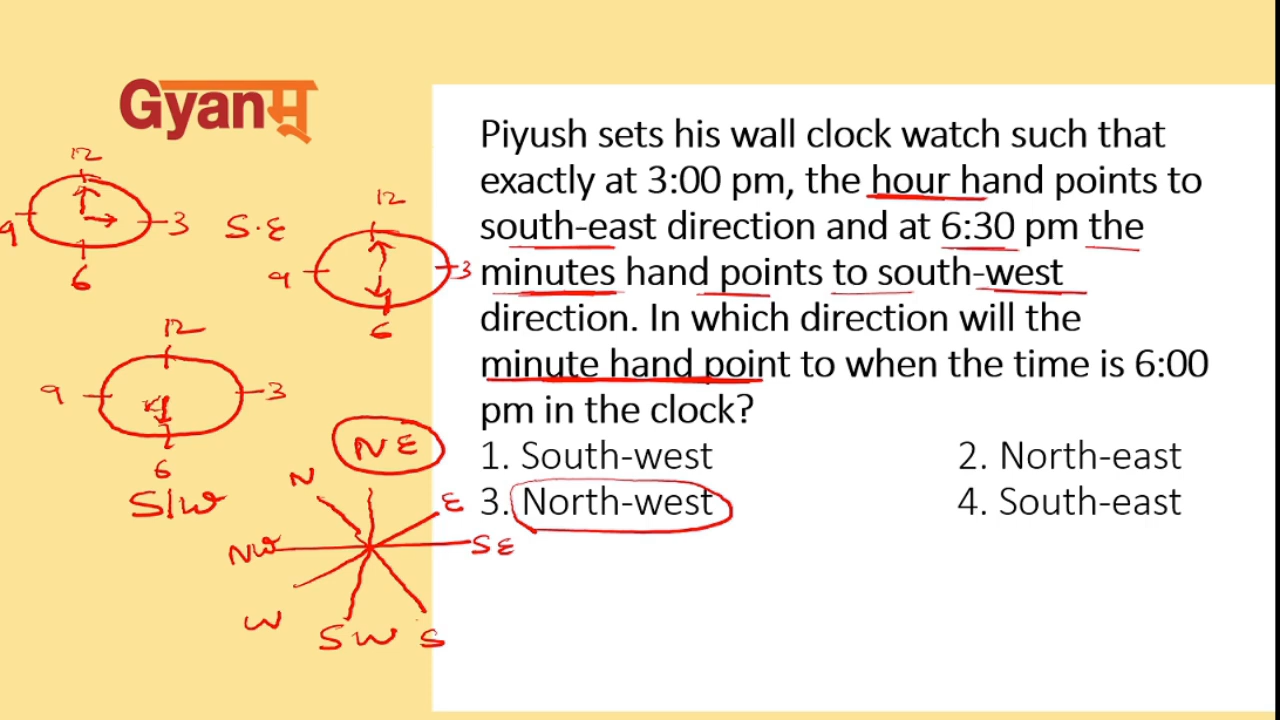 Gyanम्
Piyush sets his wall clock watch such that
exactly at 3:00 pm, the hour hand points to
south-east direction and at 6:30 pm the
minutes hand points to south-west
direction. In which direction will the
minute hand point to when the time is 6:00
pm in the clock?
1. South-west 2. North-east
3. North-west 4. South-east
12
9 3
6
S.E
12
9 3
6
12
9 3
6
S/W
NE
N
E
NW SE
W
SW S